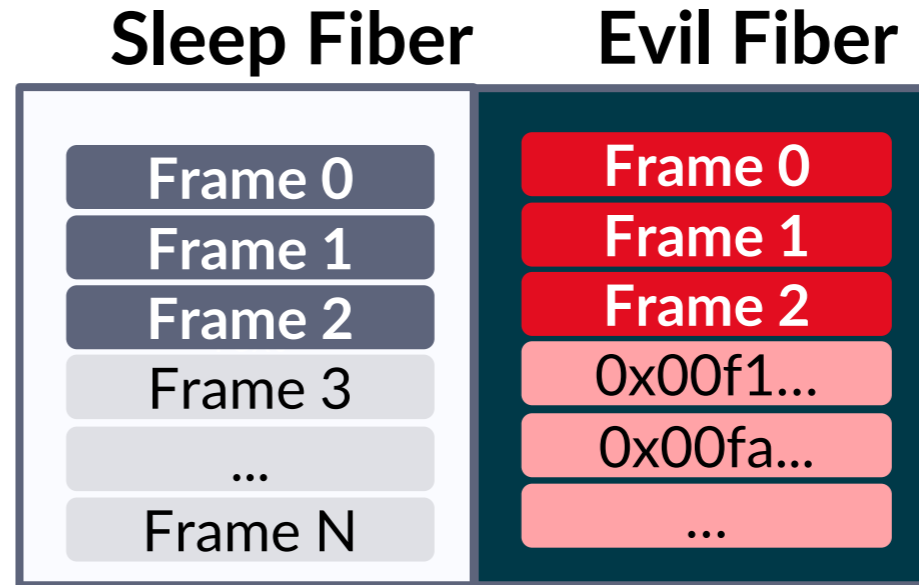 Sleep Fiber
Frame 0
Frame 1
Frame 2
Frame 3
...
Frame N
Evil Fiber
Frame 0
Frame 1
Frame 2
0x00f1...
0x00fa...
...